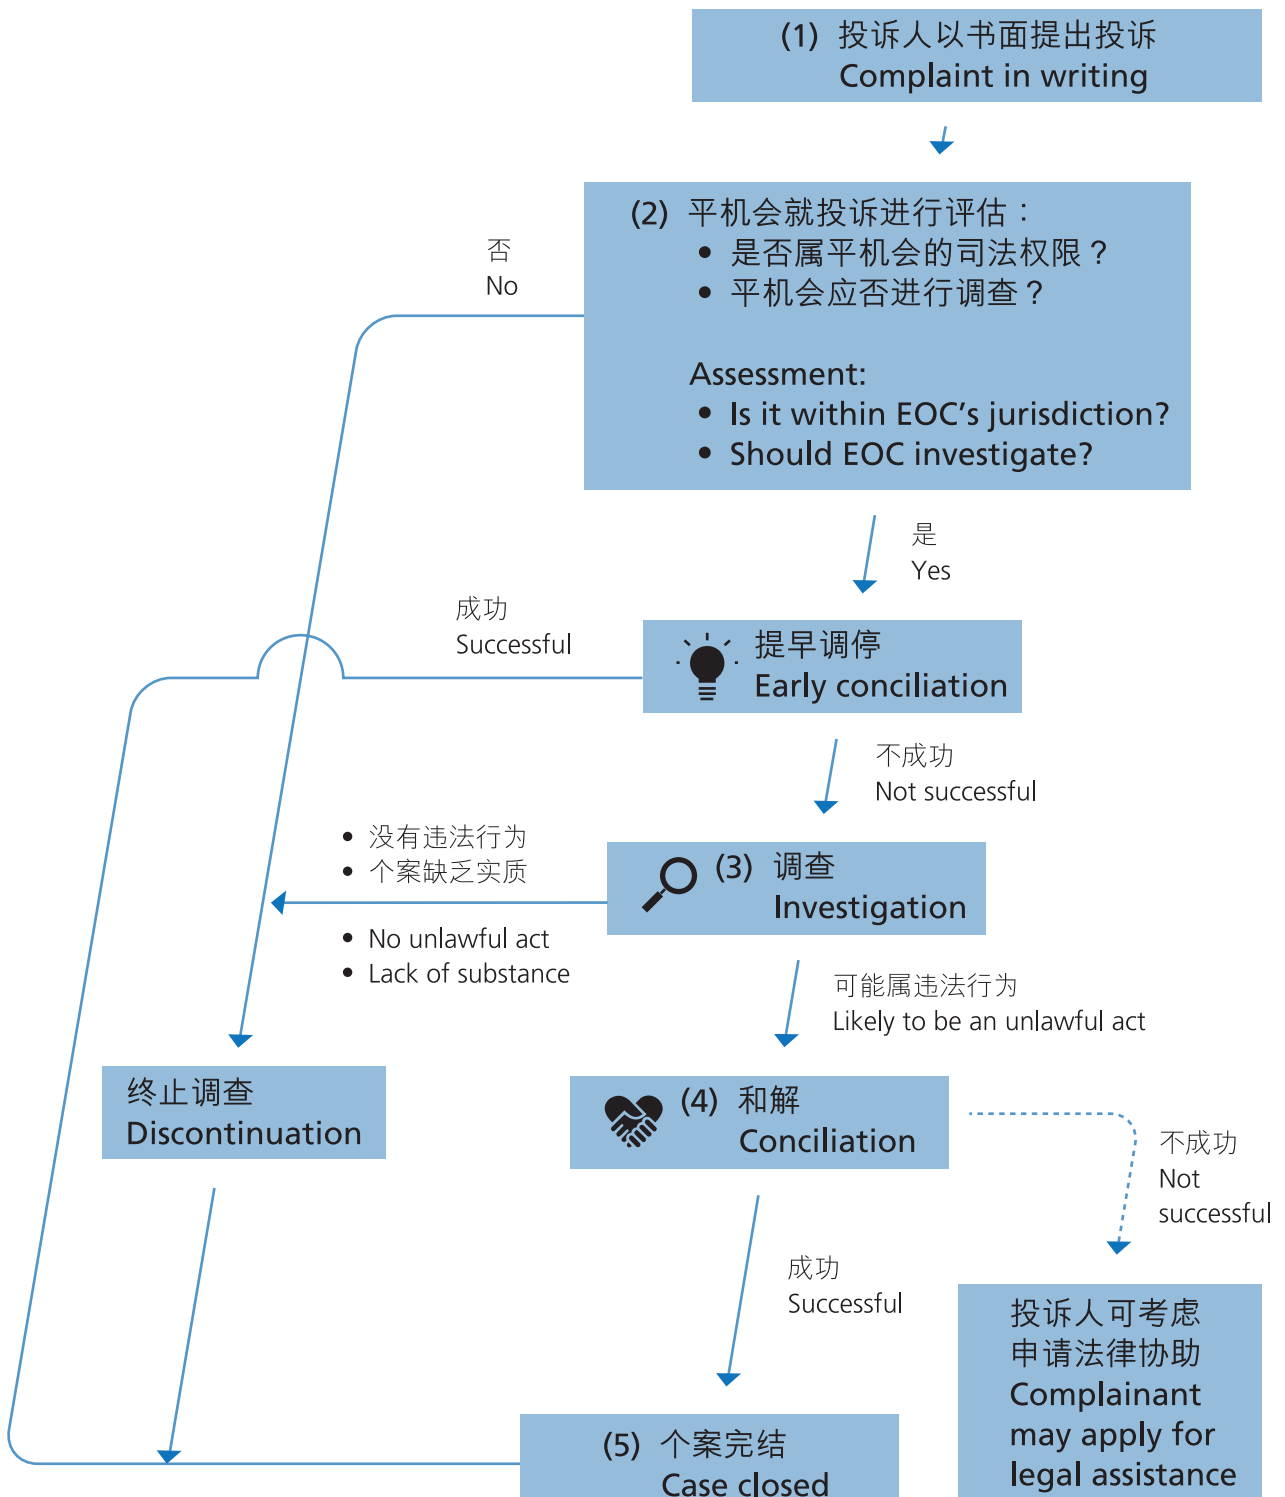 (1) 投诉人以书面提出投诉
Complaint in writing
(2) 平机会就投诉进行评估：
• 是否属平机会的司法权限？
• 平机会应否进行调查？
Assessment:
• Is it within EOC's jurisdiction?
• Should EOC investigate?
否
No
是
Yes
成功
Successful
提早调停
Early conciliation
不成功
Not successful
• 没有违法行为
• 个案缺乏实质
• No unlawful act
• Lack of substance
(3) 调查
Investigation
可能属违法行为
Likely to be an unlawful act
终止调查
Discontinuation
(4) 和解
Conciliation
不成功
Not
successful
成功
Successful
投诉人可考虑
申请法律协助
Complainant
may apply for
legal assistance
(5) 个案完结
Case closed